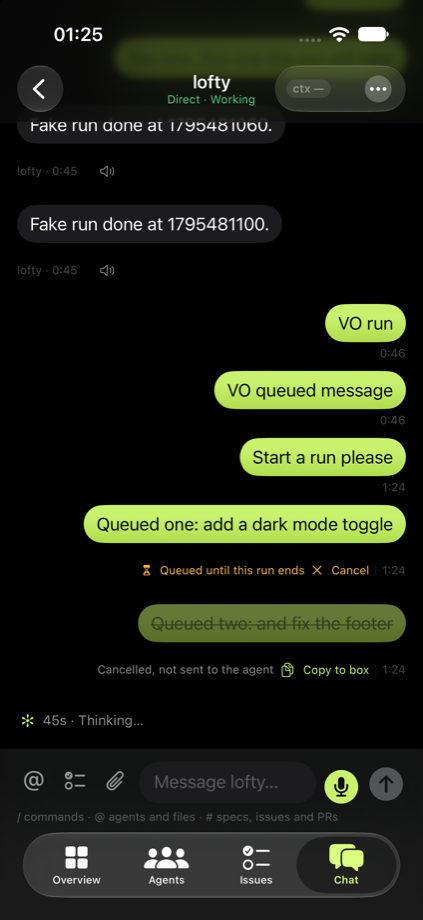 01:25
lofty
Direct · Working
ctx —
Fake run done at 1795481060.
lofty · 0:45
Fake run done at 1795481100.
lofty · 0:45
VO run
0:46
VO queued message
0:46
Start a run please
1:24
Queued one: add a dark mode toggle
Queued until this run ends × Cancel | 1:24
Queued two: and fix the footer
Cancelled, not sent to the agent Copy to box | 1:24
45s · Thinking...
@ Message lofty...
/ commands · @ agents and files · # specs, issues and PRs
Overview Agents Issues Chat